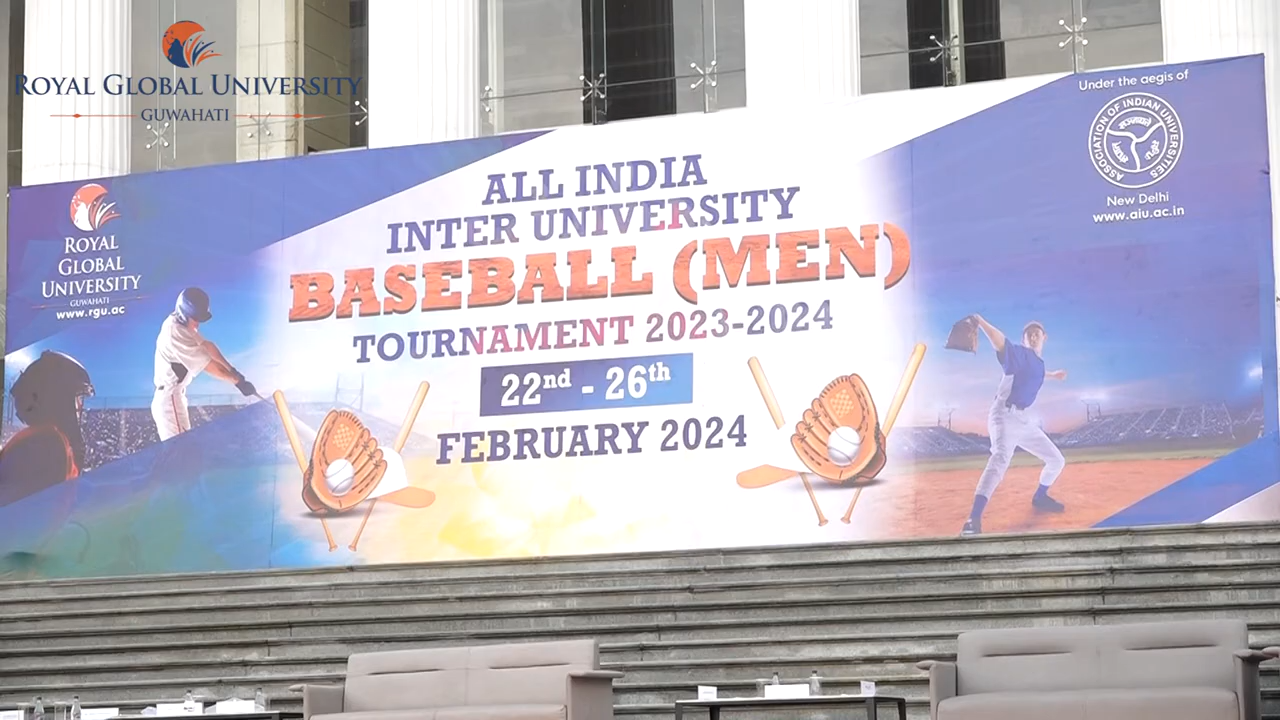 ROYAL GLOBAL UNIVERSITY
GUWAHATI
Under the aegis of
ASSOCIATION OF INDIAN UNIVERSITIES
New Delhi
www.aiu.ac.in
ROYAL
GLOBAL
UNIVERSITY
GUWAHATI
www.rgu.ac
ALL INDIA
INTER UNIVERSITY
BASEBALL (MEN)
TOURNAMENT 2023-2024
22nd - 26th
FEBRUARY 2024